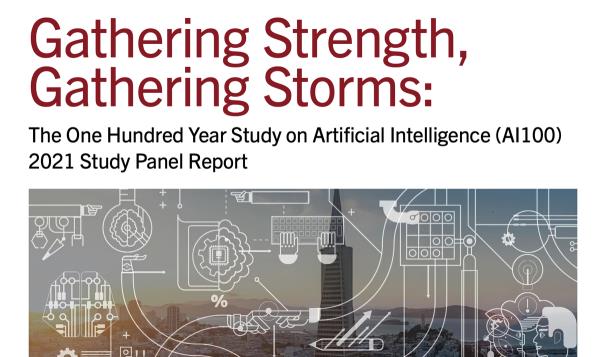 Gathering Strength,
Gathering Storms:
The One Hundred Year Study on Artificial Intelligence (AI100)
2021 Study Panel Report
%